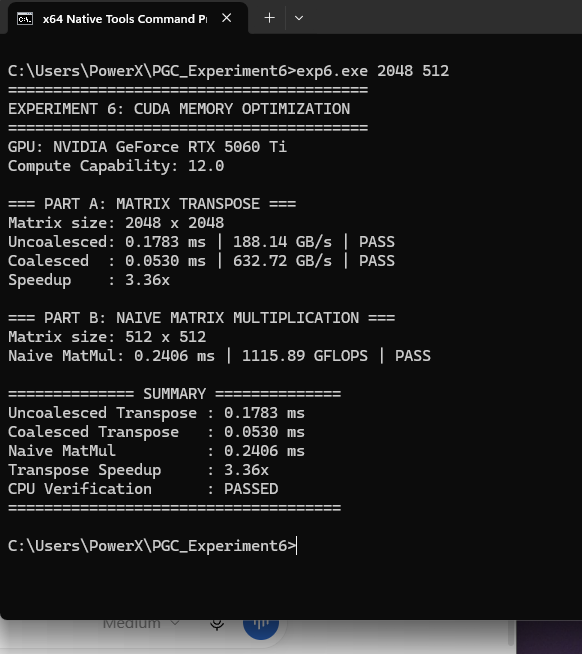 x64 Native Tools Command Pr
C:\Users\PowerX\PGC_Experiment6>exp6.exe 2048 512
========================================
EXPERIMENT 6: CUDA MEMORY OPTIMIZATION
========================================
GPU: NVIDIA GeForce RTX 5060 Ti
Compute Capability: 12.0
=== PART A: MATRIX TRANSPOSE ===
Matrix size: 2048 x 2048
Uncoalesced: 0.1783 ms | 188.14 GB/s | PASS
Coalesced  : 0.0530 ms | 632.72 GB/s | PASS
Speedup    : 3.36x
=== PART B: NAIVE MATRIX MULTIPLICATION ===
Matrix size: 512 x 512
Naive MatMul: 0.2406 ms | 1115.89 GFLOPS | PASS
============== SUMMARY ==============
Uncoalesced Transpose : 0.1783 ms
Coalesced Transpose   : 0.0530 ms
Naive MatMul          : 0.2406 ms
Transpose Speedup     : 3.36x
CPU Verification      : PASSED
=====================================
C:\Users\PowerX\PGC_Experiment6>
Medium